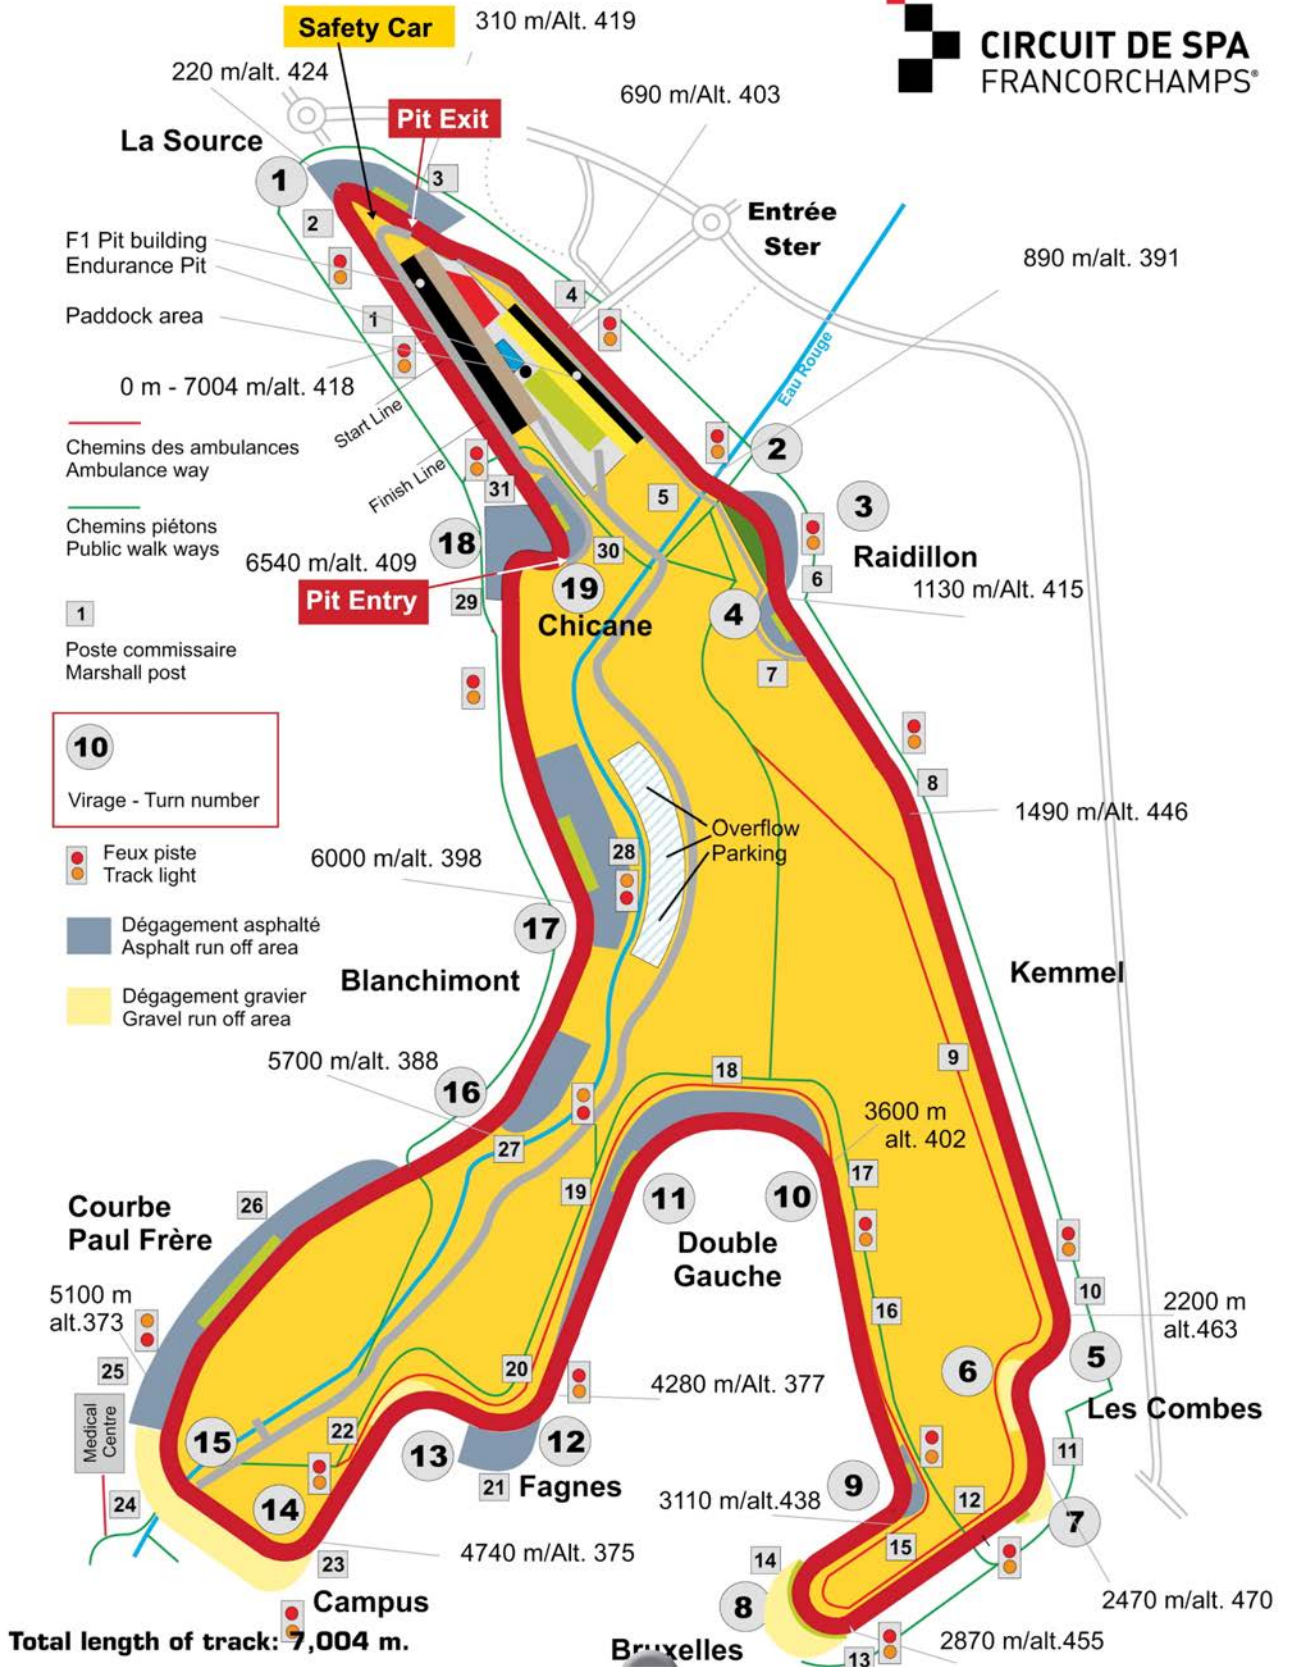 Safety Car
310 m/Alt. 419
CIRCUIT DE SPA
FRANCORCHAMPS®
220 m/alt. 424
690 m/Alt. 403
Pit Exit
La Source
1
3
2
Entrée
Ster
F1 Pit building
Endurance Pit
890 m/alt. 391
4
Paddock area
1
Eau Rouge
0 m - 7004 m/alt. 418
Start Line
Chemins des ambulances
Ambulance way
2
Finish Line
31
5
3
Chemins piétons
Public walk ways
18
30
Raidillon
6540 m/alt. 409
6
19
1130 m/Alt. 415
Pit Entry
29
4
1
Chicane
Poste commissaire
Marshall post
7
10
8
Virage - Turn number
1490 m/Alt. 446
Overflow
Parking
Feux piste
Track light
28
6000 m/alt. 398
Dégagement asphalté
Asphalt run off area
17
Blanchimont
Kemmel
Dégagement gravier
Gravel run off area
5700 m/alt. 388
9
18
16
3600 m
alt. 402
27
17
19
11
10
26
Courbe
Paul Frère
Double
Gauche
5100 m
alt.373
10
2200 m
alt.463
16
25
20
6
5
4280 m/Alt. 377
Les Combes
Medical
Centre
22
15
13
12
11
21
Fagnes
9
24
14
3110 m/alt.438
12
7
15
4740 m/Alt. 375
23
14
Campus
8
2470 m/alt. 470
Total length of track: 7,004 m.
2870 m/alt.455
Bruxelles
13